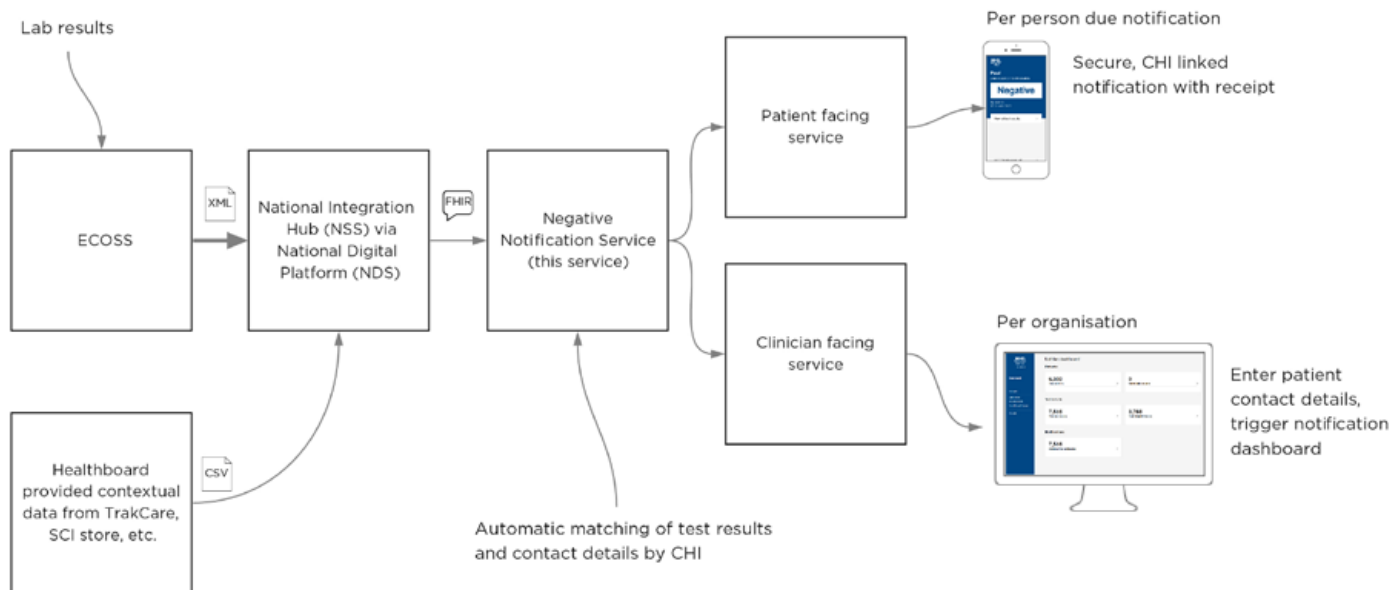 Lab results
ECOSS
XML
National Integration
Hub (NSS) via
National Digital
Platform (NDS)
FHIR
Negative
Notification Service
(this service)
Healthboard
provided contextual
data from TrakCare,
SCI store, etc.
CSV
Automatic matching of test results
and contact details by CHI
Patient facing
service
Clinician facing
service
Per person due notification
Negative
Secure, CHI linked
notification with receipt
Per organisation
Enter patient
contact details,
trigger notification
dashboard